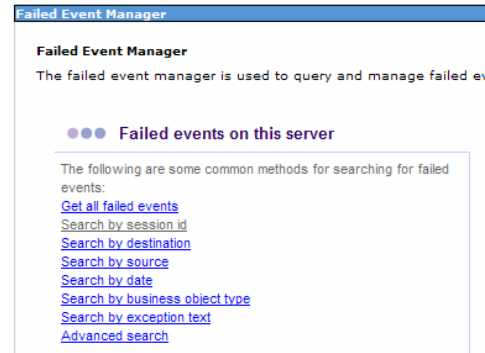 Failed Event Manager
Failed Event Manager
The failed event manager is used to query and manage failed
Failed events on this server
The following are some common methods for searching for failed
events:
Get all failed events
Search by session id
Search by destination
Search by source
Search by date
Search by business object type
Search by exception text
Advanced search